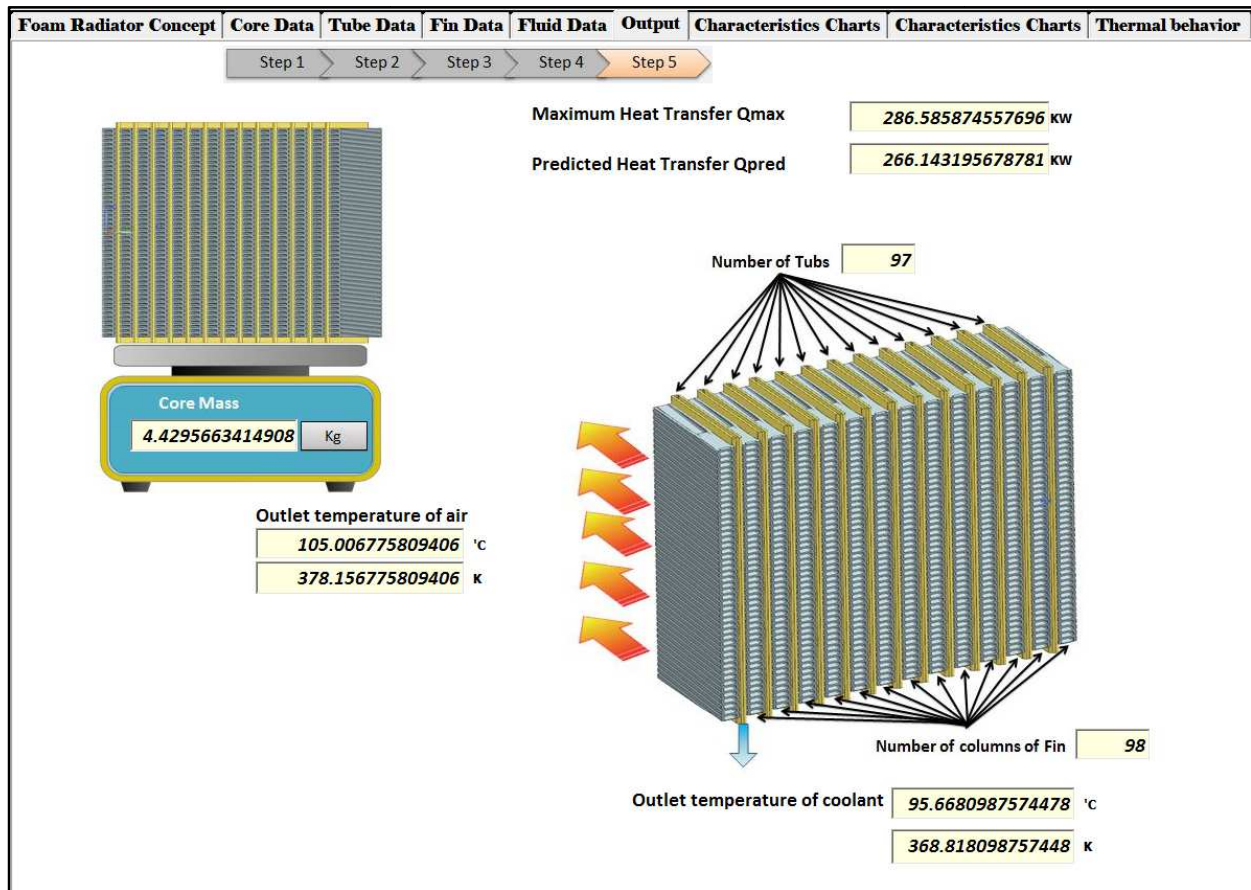 Foam Radiator Concept Core Data Tube Data Fin Data Fluid Data Output Characteristics Charts Characteristics Charts Thermal behavior
Step 1 Step 2 Step 3 Step 4 Step 5
Maximum Heat Transfer Qmax 286.585874557696 KW
Predicted Heat Transfer Qpred 266.143195678781 KW
Number of Tubs 97
Core Mass
4.4295663414908 Kg
Outlet temperature of air
105.006775809406 'C
378.156775809406 K
Number of columns of Fin 98
Outlet temperature of coolant 95.6680987574478 'C
368.818098757448 K